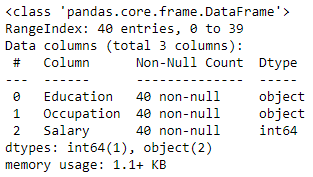 <class 'pandas.core.frame.DataFrame'>
RangeIndex: 40 entries, 0 to 39
Data columns (total 3 columns):
 #   Column      Non-Null Count  Dtype
---  ------      --------------  -----
 0   Education   40 non-null     object
 1   Occupation  40 non-null     object
 2   Salary      40 non-null     int64
dtypes: int64(1), object(2)
memory usage: 1.1+ KB